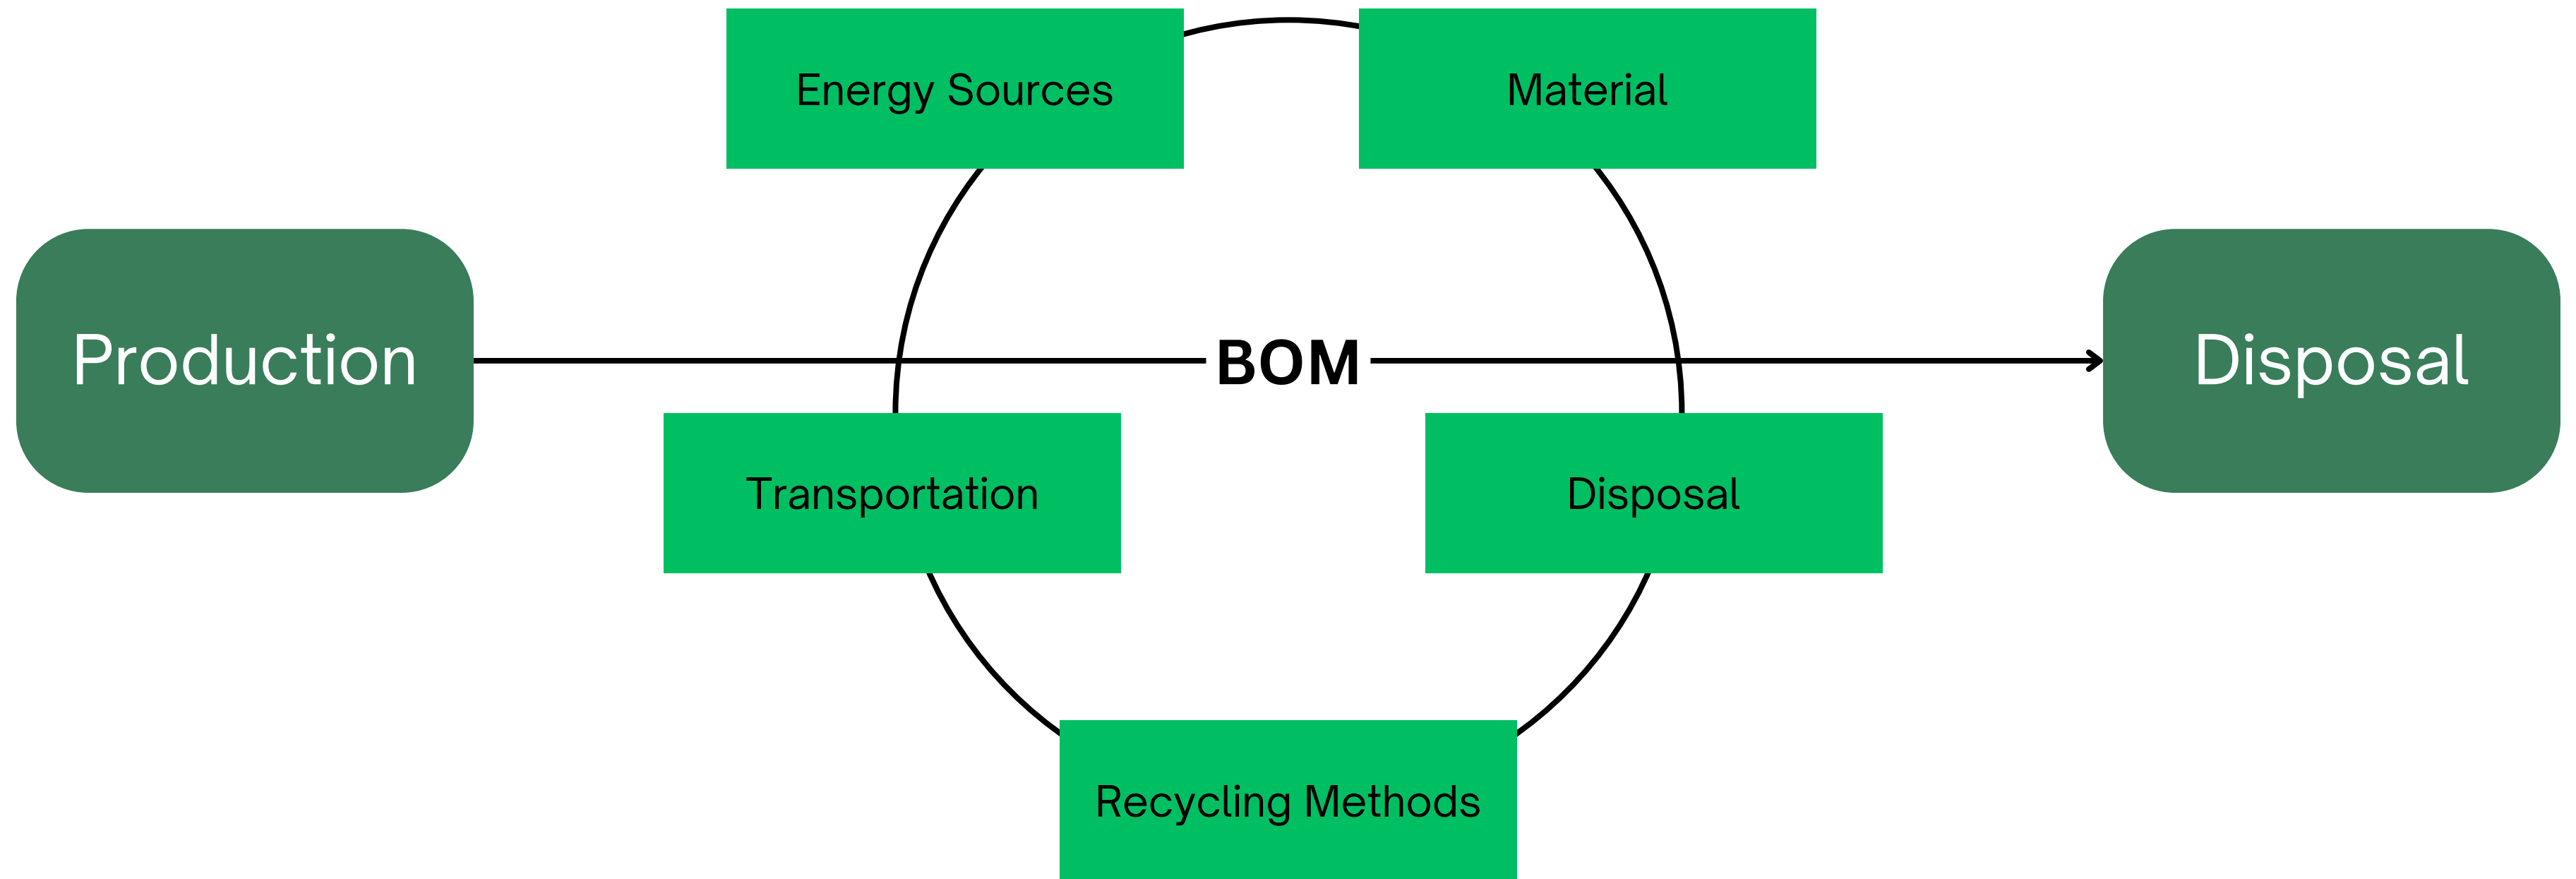 Energy Sources
Material
Production
BOM
Disposal
Transportation
Disposal
Recycling Methods